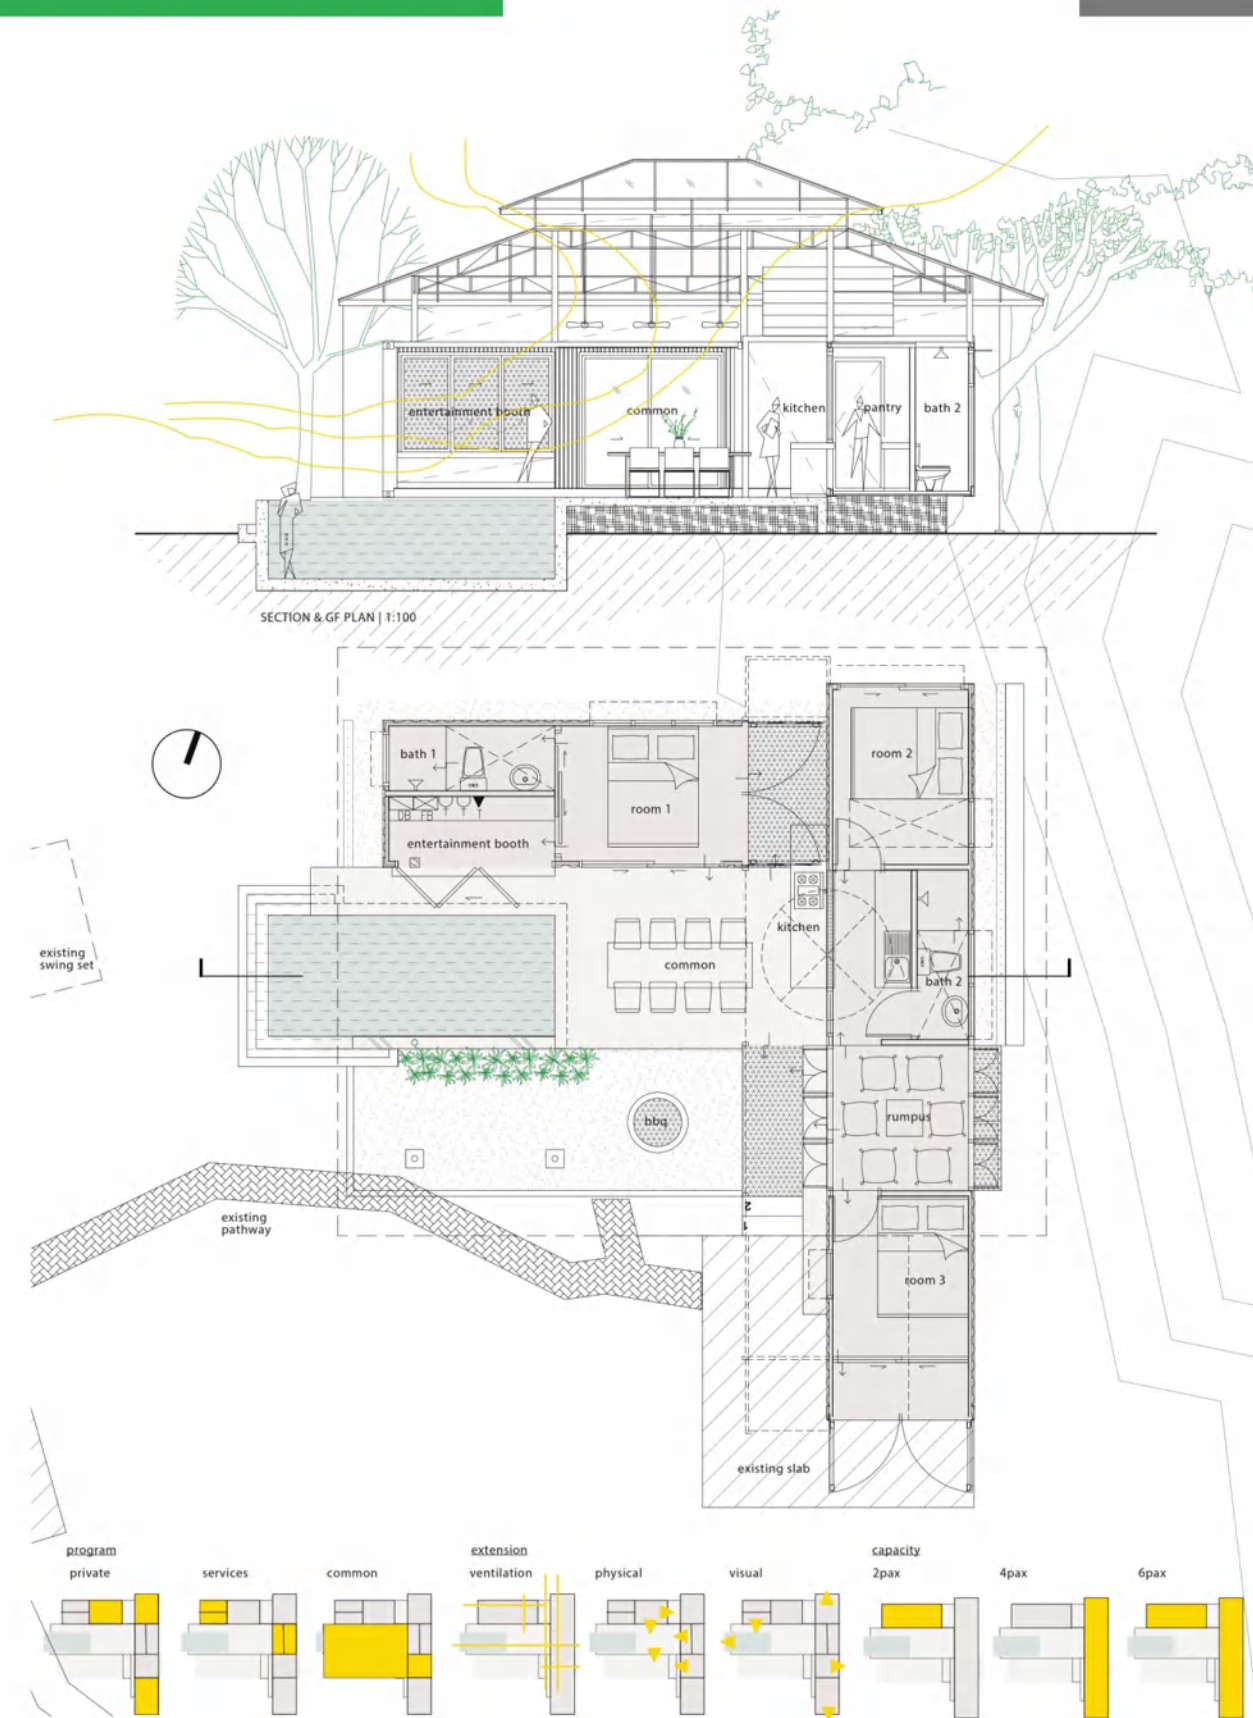 entertainment booth
common
kitchen
pantry
bath 2
SECTION & GF PLAN | 1:100
bath 1
room 1
room 2
DB FB
entertainment booth
kitchen
existing
swing set
common
bath 2
bbq
rumpus
2
1
existing
pathway
room 3
existing slab
program
private
services
common
extension
ventilation
physical
visual
capacity
2pax
4pax
6pax